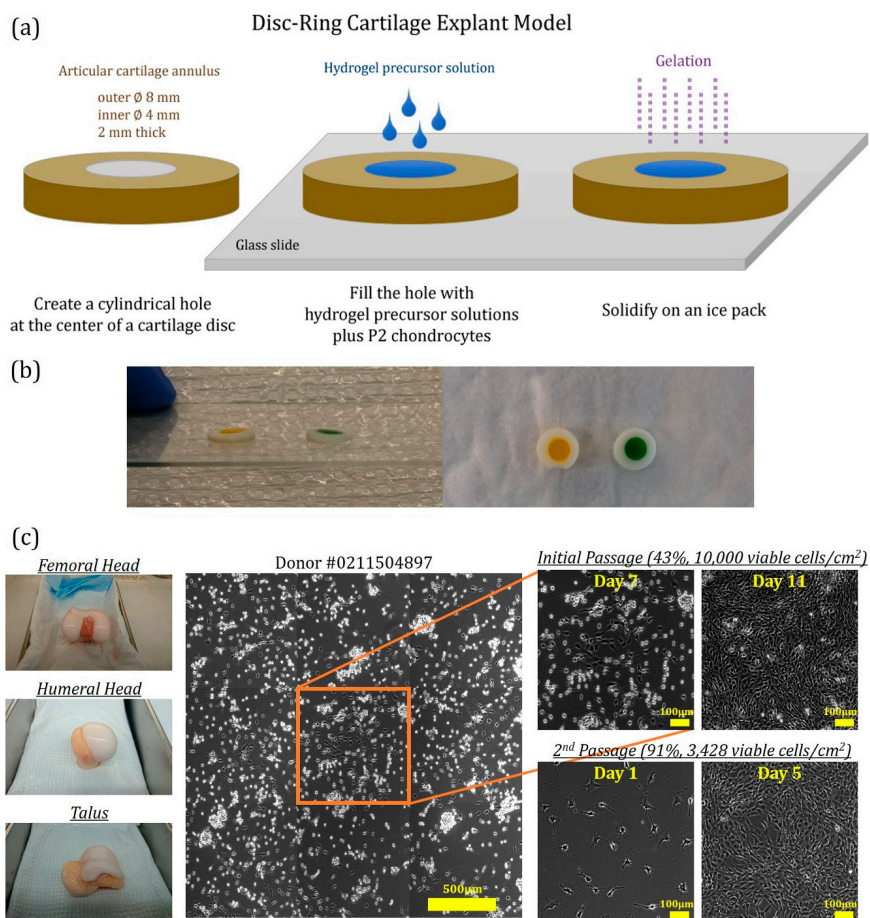 (a)
Disc-Ring Cartilage Explant Model
Articular cartilage annulus
outer Ø 8 mm
inner Ø 4 mm
2 mm thick
Hydrogel precursor solution
Gelation
Glass slide
Create a cylindrical hole
at the center of a cartilage disc
Fill the hole with
hydrogel precursor solutions
plus P2 chondrocytes
Solidify on an ice pack
(b)
(c)
Femoral Head
Humeral Head
Talus
Donor #0211504897
500μm
Initial Passage (43%, 10,000 viable cells/cm²)
Day 7
100μm
Day 11
100μm
2nd Passage (91%, 3,428 viable cells/cm²)
Day 1
100μm
Day 5
100μm